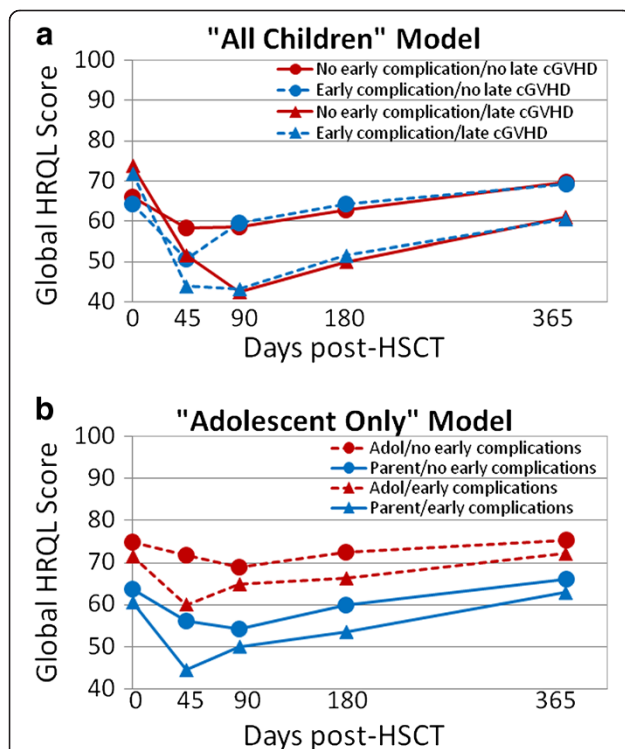 a
"All Children" Model
No early complication/no late cGVHD
Early complication/no late cGVHD
No early complication/late cGVHD
Early complication/late cGVHD
Global HRQL Score
100
90
80
70
60
50
40
0 45 90 180 365
Days post-HSCT
b
"Adolescent Only" Model
Adol/no early complications
Parent/no early complications
Adol/early complications
Parent/early complications
Global HRQL Score
100
90
80
70
60
50
40
0 45 90 180 365
Days post-HSCT